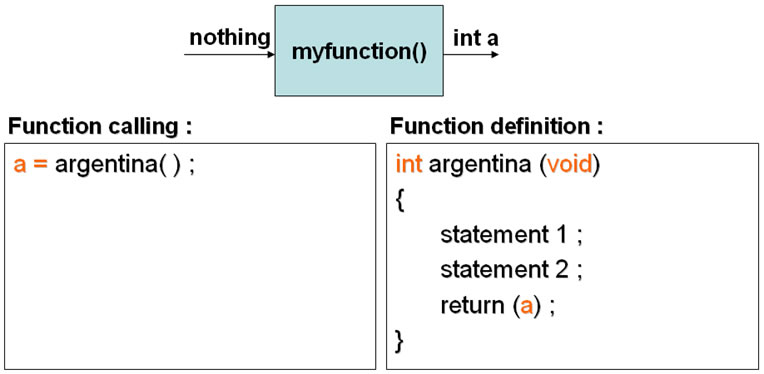 nothing
myfunction()
int a
Function calling :
a = argentina( ) ;
Function definition :
int argentina (void)
{
statement 1 ;
statement 2 ;
return (a) ;
}